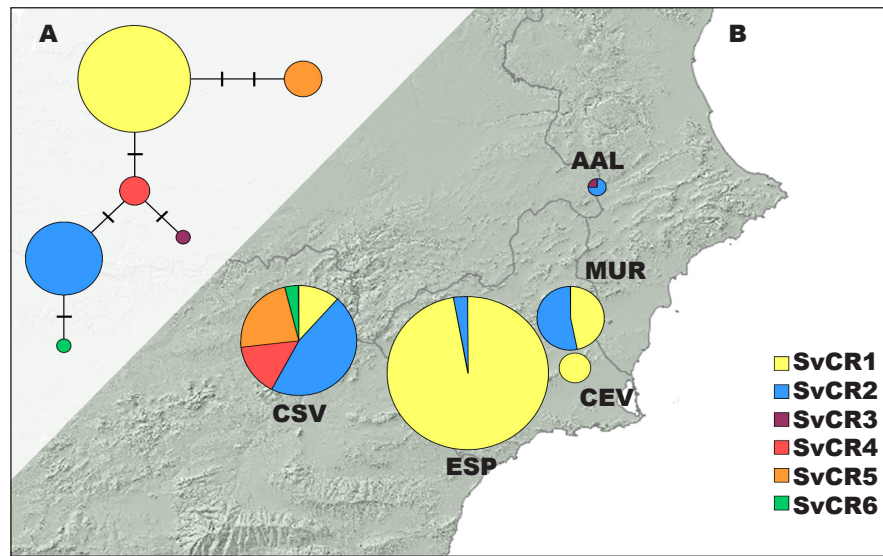 A
B
AAL
MUR
CSV
CEV
ESP
SvCR1
SvCR2
SvCR3
SvCR4
SvCR5
SvCR6